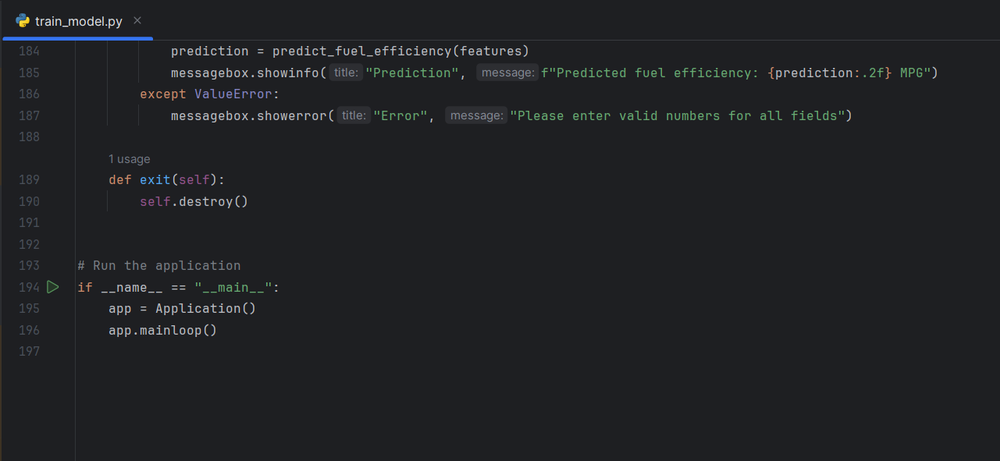 train_model.py ×
184 prediction = predict_fuel_efficiency(features)
185 messagebox.showinfo(title: "Prediction", message: f"Predicted fuel efficiency: {prediction:.2f} MPG")
186 except ValueError:
187 messagebox.showerror(title: "Error", message: "Please enter valid numbers for all fields")
188
1 usage
189 def exit(self):
190 self.destroy()
191
192
193 # Run the application
194 if __name__ == "__main__":
195 app = Application()
196 app.mainloop()
197